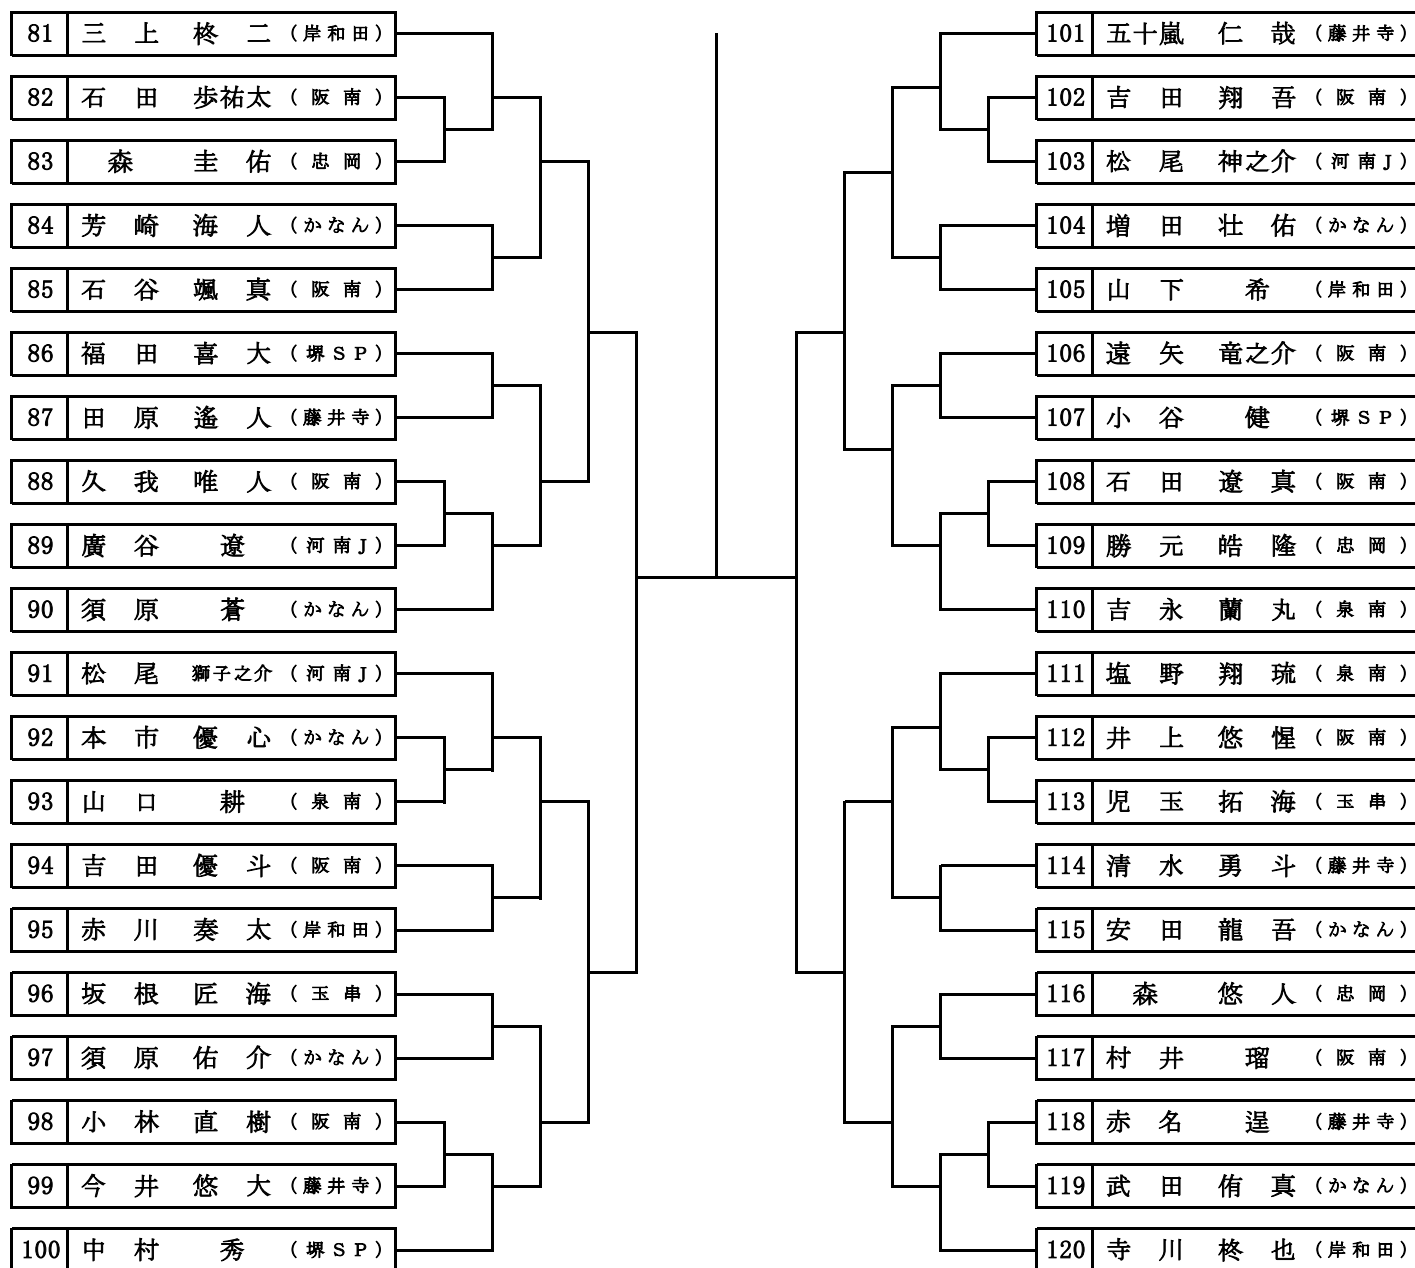 81 三上 柊二 (岸和田)
82 石田 歩祐太 (阪南)
83 森 圭佑 (忠岡)
84 芳崎 海人 (かなん)
85 石谷 颯真 (阪南)
86 福田 喜大 (堺SP)
87 田原 遙人 (藤井寺)
88 久我 唯人 (阪南)
89 廣谷 遼 (河南J)
90 須原 蒼 (かなん)
91 松尾 獅子之介 (河南J)
92 本市 優心 (かなん)
93 山口 耕 (泉南)
94 吉田 優斗 (阪南)
95 赤川 奏太 (岸和田)
96 坂根 匠海 (玉串)
97 須原 佑介 (かなん)
98 小林 直樹 (阪南)
99 今井 悠大 (藤井寺)
100 中村 秀 (堺SP)
101 五十嵐 仁哉 (藤井寺)
102 吉田 翔吾 (阪南)
103 松尾 神之介 (河南J)
104 増田 壮佑 (かなん)
105 山下 希 (岸和田)
106 遠矢 竜之介 (阪南)
107 小谷 健 (堺SP)
108 石田 遼真 (阪南)
109 勝元 皓隆 (忠岡)
110 吉永 蘭丸 (泉南)
111 塩野 翔琉 (泉南)
112 井上 悠惺 (阪南)
113 児玉 拓海 (玉串)
114 清水 勇斗 (藤井寺)
115 安田 龍吾 (かなん)
116 森 悠人 (忠岡)
117 村井 瑠 (阪南)
118 赤名 逞 (藤井寺)
119 武田 侑真 (かなん)
120 寺川 柊也 (岸和田)